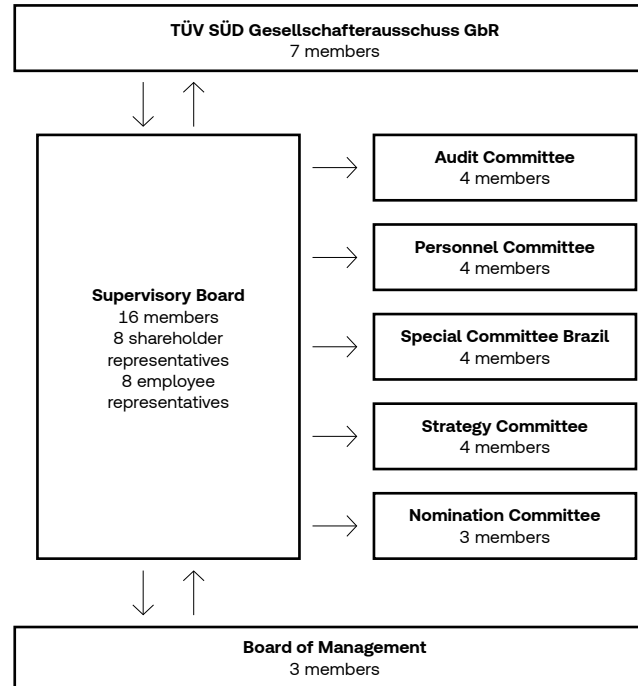 TÜV SÜD Gesellschafterausschuss GbR
7 members
Supervisory Board
16 members
8 shareholder
representatives
8 employee
representatives
Audit Committee
4 members
Personnel Committee
4 members
Special Committee Brazil
4 members
Strategy Committee
4 members
Nomination Committee
3 members
Board of Management
3 members